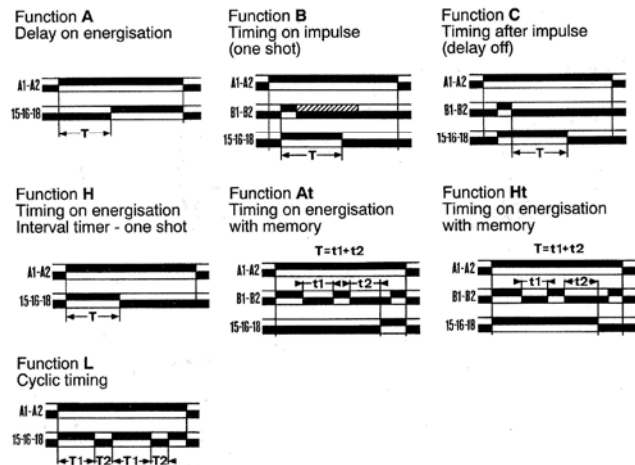 Function A
Delay on energisation
A1-A2
15-16-18
T
Function B
Timing on impulse
(one shot)
A1-A2
B1-B2
15-16-18
T
Function C
Timing after impulse
(delay off)
A1-A2
B1-B2
15-16-18
T
Function H
Timing on energisation
Interval timer - one shot
A1-A2
15-16-18
T
Function At
Timing on energisation
with memory
T=t1+t2
A1-A2
t1 t2
B1-B2
15-16-18
Function Ht
Timing on energisation
with memory
T=t1+t2
A1-A2
t1 t2
B1-B2
15-16-18
Function L
Cyclic timing
A1-A2
15-16-18
T1 T2 T1 T2